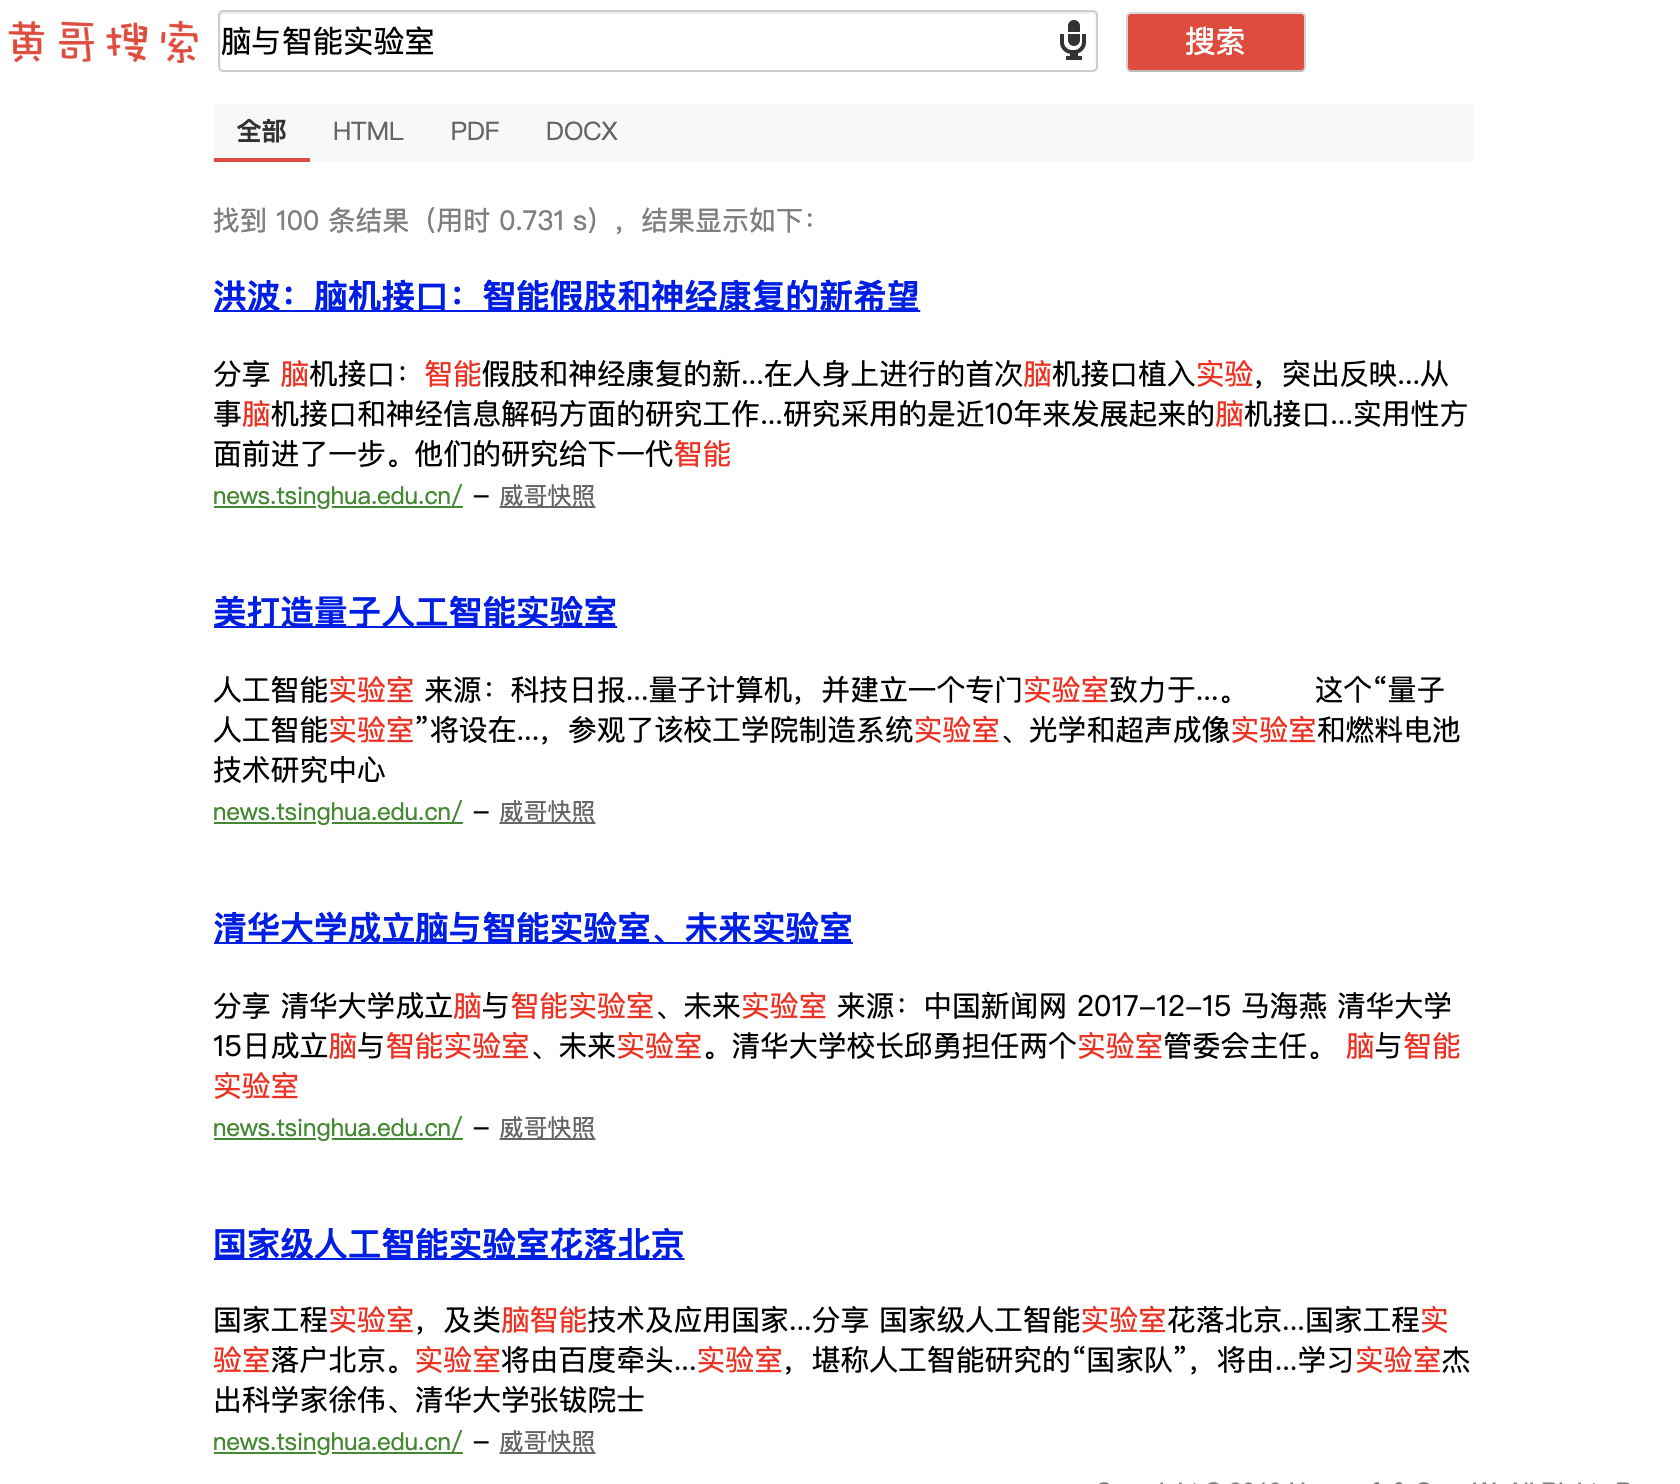 黄哥搜索
脑与智能实验室
搜索
全部 HTML PDF DOCX
找到 100 条结果（用时 0.731 s），结果显示如下：
洪波：脑机接口：智能假肢和神经康复的新希望
分享 脑机接口：智能假肢和神经康复的新...在人身上进行的首次脑机接口植入实验，突出反映...从
事脑机接口和神经信息解码方面的研究工作...研究采用的是近10年来发展起来的脑机接口...实用性方
面前进了一步。他们的研究给下一代智能
news.tsinghua.edu.cn/ – 威哥快照
美打造量子人工智能实验室
人工智能实验室 来源：科技日报...量子计算机，并建立一个专门实验室致力于...。 这个“量子
人工智能实验室”将设在...，参观了该校工学院制造系统实验室、光学和超声成像实验室和燃料电池
技术研究中心
news.tsinghua.edu.cn/ – 威哥快照
清华大学成立脑与智能实验室、未来实验室
分享 清华大学成立脑与智能实验室、未来实验室 来源：中国新闻网 2017-12-15 马海燕 清华大学
15日成立脑与智能实验室、未来实验室。清华大学校长邱勇担任两个实验室管委会主任。 脑与智能
实验室
news.tsinghua.edu.cn/ – 威哥快照
国家级人工智能实验室花落北京
国家工程实验室，及类脑智能技术及应用国家...分享 国家级人工智能实验室花落北京...国家工程实
验室落户北京。实验室将由百度牵头...实验室，堪称人工智能研究的“国家队”，将由...学习实验室杰
出科学家徐伟、清华大学张钹院士
news.tsinghua.edu.cn/ – 威哥快照